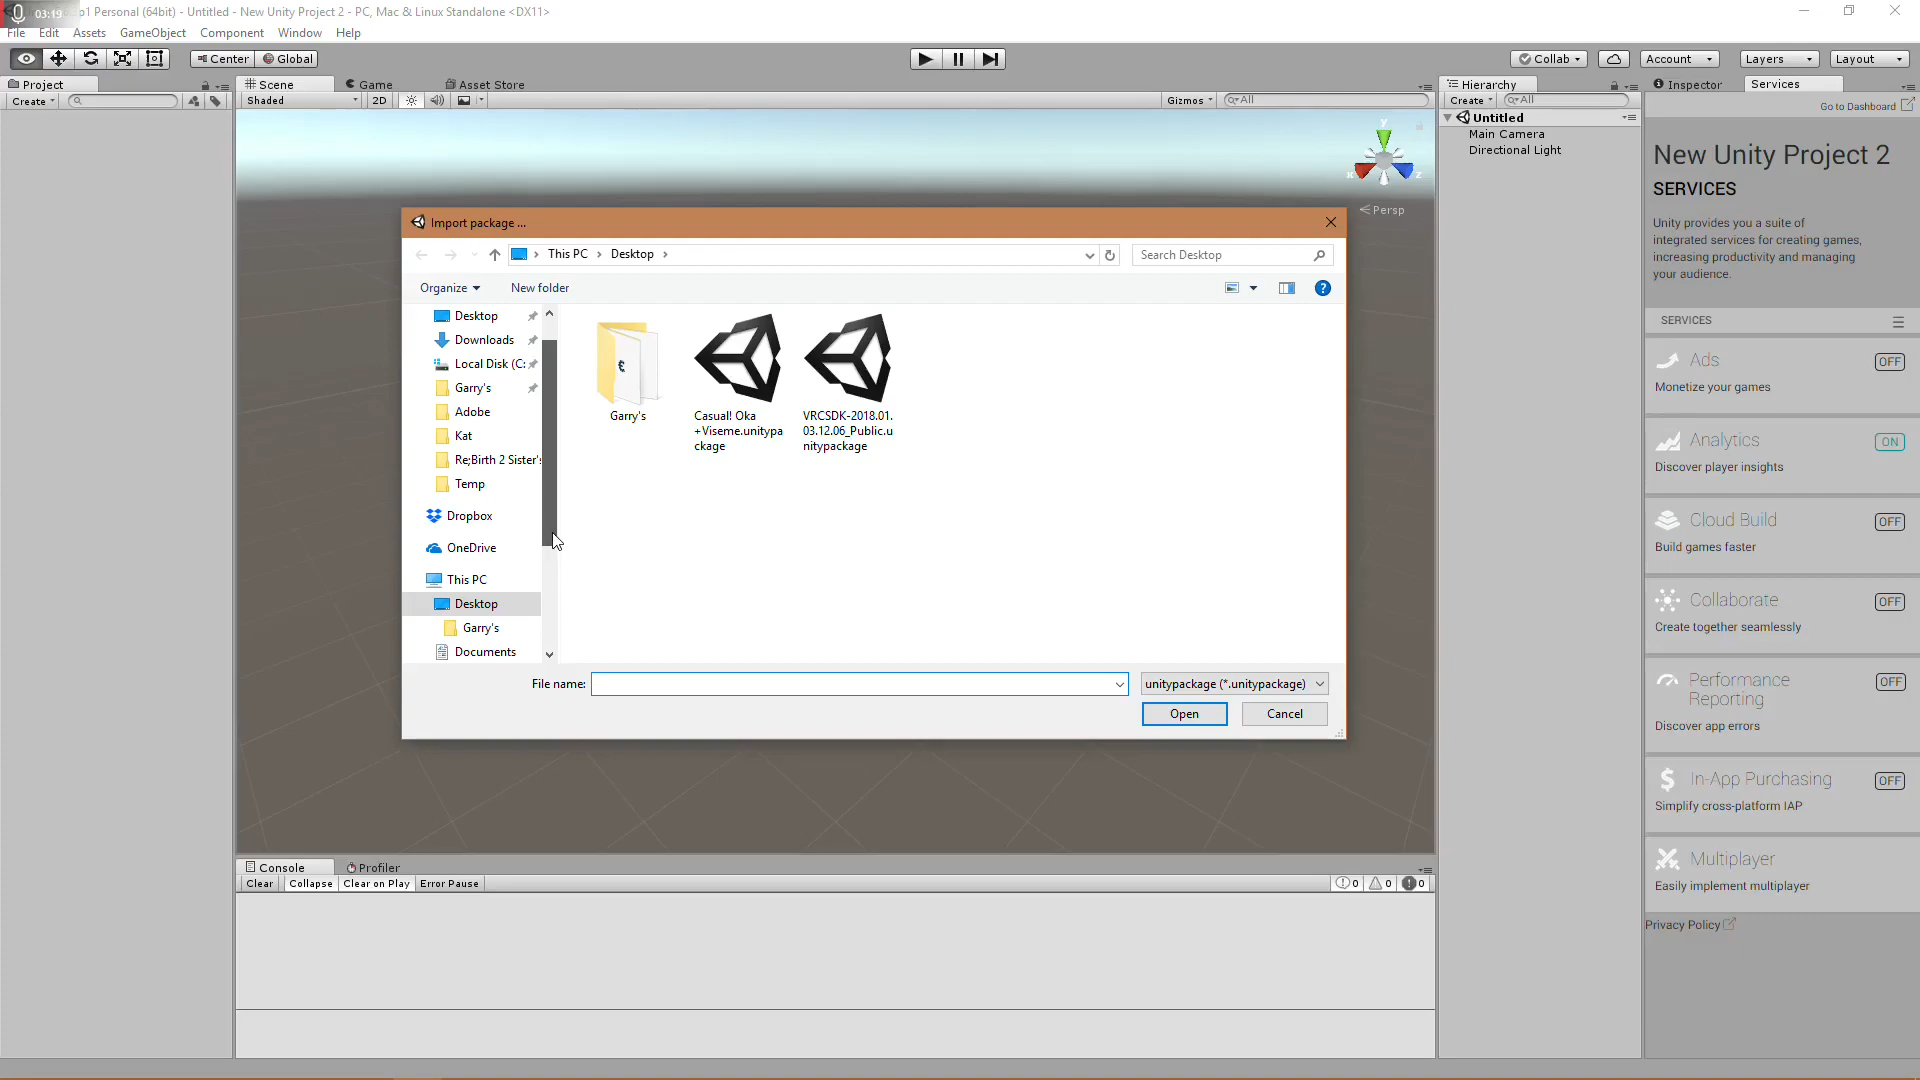 03:19
p1 Personal (64bit) - Untitled - New Unity Project 2 - PC, Mac & Linux Standalone <DX11>
File Edit Assets GameObject Component Window Help
Center Global
Collab Account Layers Layout
Project
Create
Scene Game Asset Store
Shaded 2D Gizmos All
Hierarchy
Create All
Untitled
Main Camera
Directional Light
Inspector Services
Go to Dashboard
New Unity Project 2
SERVICES
Unity provides you a suite of
integrated services for creating games,
increasing productivity and managing
your audience.
SERVICES
Ads OFF
Monetize your games
Analytics ON
Discover player insights
Cloud Build OFF
Build games faster
Collaborate OFF
Create together seamlessly
Performance
Reporting OFF
Discover app errors
In-App Purchasing OFF
Simplify cross-platform IAP
Multiplayer
Easily implement multiplayer
Privacy Policy
y
x z
Persp
Import package ...
This PC Desktop
Search Desktop
Organize New folder
Desktop
Downloads
Local Disk (C:
Garry's
Adobe
Kat
Re;Birth 2 Sister's
Temp
Dropbox
OneDrive
This PC
Desktop
Garry's
Documents
Garry's
Casual! Oka
+Viseme.unitypa
ckage
VRCSDK-2018.01.
03.12.06_Public.u
nitypackage
File name:
unitypackage (*.unitypackage)
Open Cancel
Console Profiler
Clear Collapse Clear on Play Error Pause
0 0 0